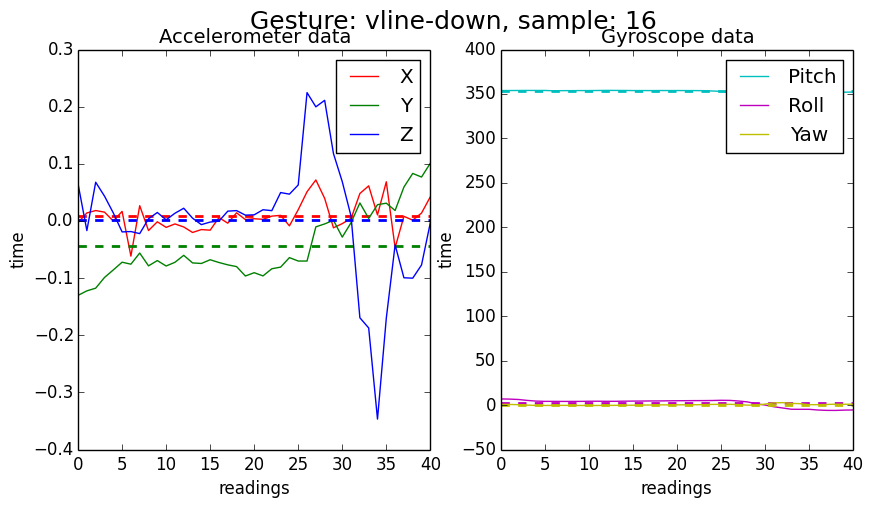 Gesture: vline-down, sample: 16
Accelerometer data
0.3
0.2
0.1
0.0
−0.1
−0.2
−0.3
−0.4
time
0 5 10 15 20 25 30 35 40
readings
X
Y
Z
Gyroscope data
400
350
300
250
200
150
100
50
0
−50
time
0 5 10 15 20 25 30 35 40
readings
Pitch
Roll
Yaw